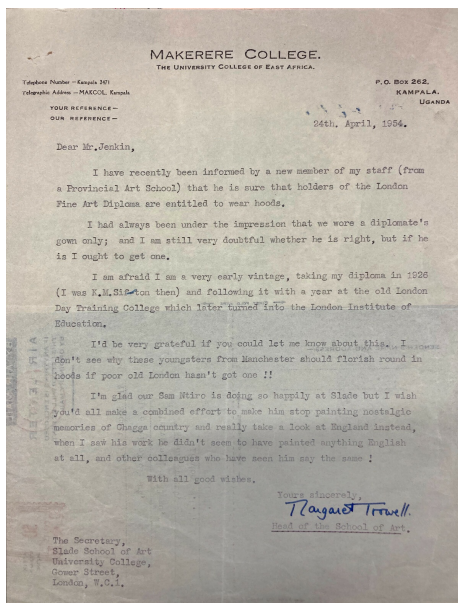 MAKERERE COLLEGE.
THE UNIVERSITY COLLEGE OF EAST AFRICA.
Telephone Number — Kampala 2471
Telegraphic Address — MAKCOL, Kampala
P.O. BOX 262,
KAMPALA,
UGANDA
YOUR REFERENCE—
OUR REFERENCE—
24th. April, 1954.
Dear Mr.Jenkin,
I have recently been informed by a new member of my staff (from
a Provincial Art School) that he is sure that holders of the London
Fine Art Diploma are entitled to wear hoods.
I had always been under the impression that we wore a diplomate's
gown only; and I am still very doubtful whether he is right, but if he
is I ought to get one.
I am afraid I am a very early vintage, taking my diploma in 1926
(I was K.M.Sifton then) and following it with a year at the old London
Day Training College which later turned into the London Institute of
Education.
I'd be very grateful if you could let me know about this. I
don't see why these youngsters from Manchester should florish round in
hoods if poor old London hasn't got one !!
I'm glad our Sam Ntiro is doing so happily at Slade but I wish
you'd all make a combined effort to make him stop painting nostalgic
memories of Chagga country and really take a look at England instead,
when I saw his work he didn't seem to have painted anything English
at all, and other colleagues who have seen him say the same !
With all good wishes.
Yours sincerely,
Margaret Trowell.
Head of the School of Art.
The Secretary,
Slade School of Art
University College,
Gower Street,
London, W.C.1.